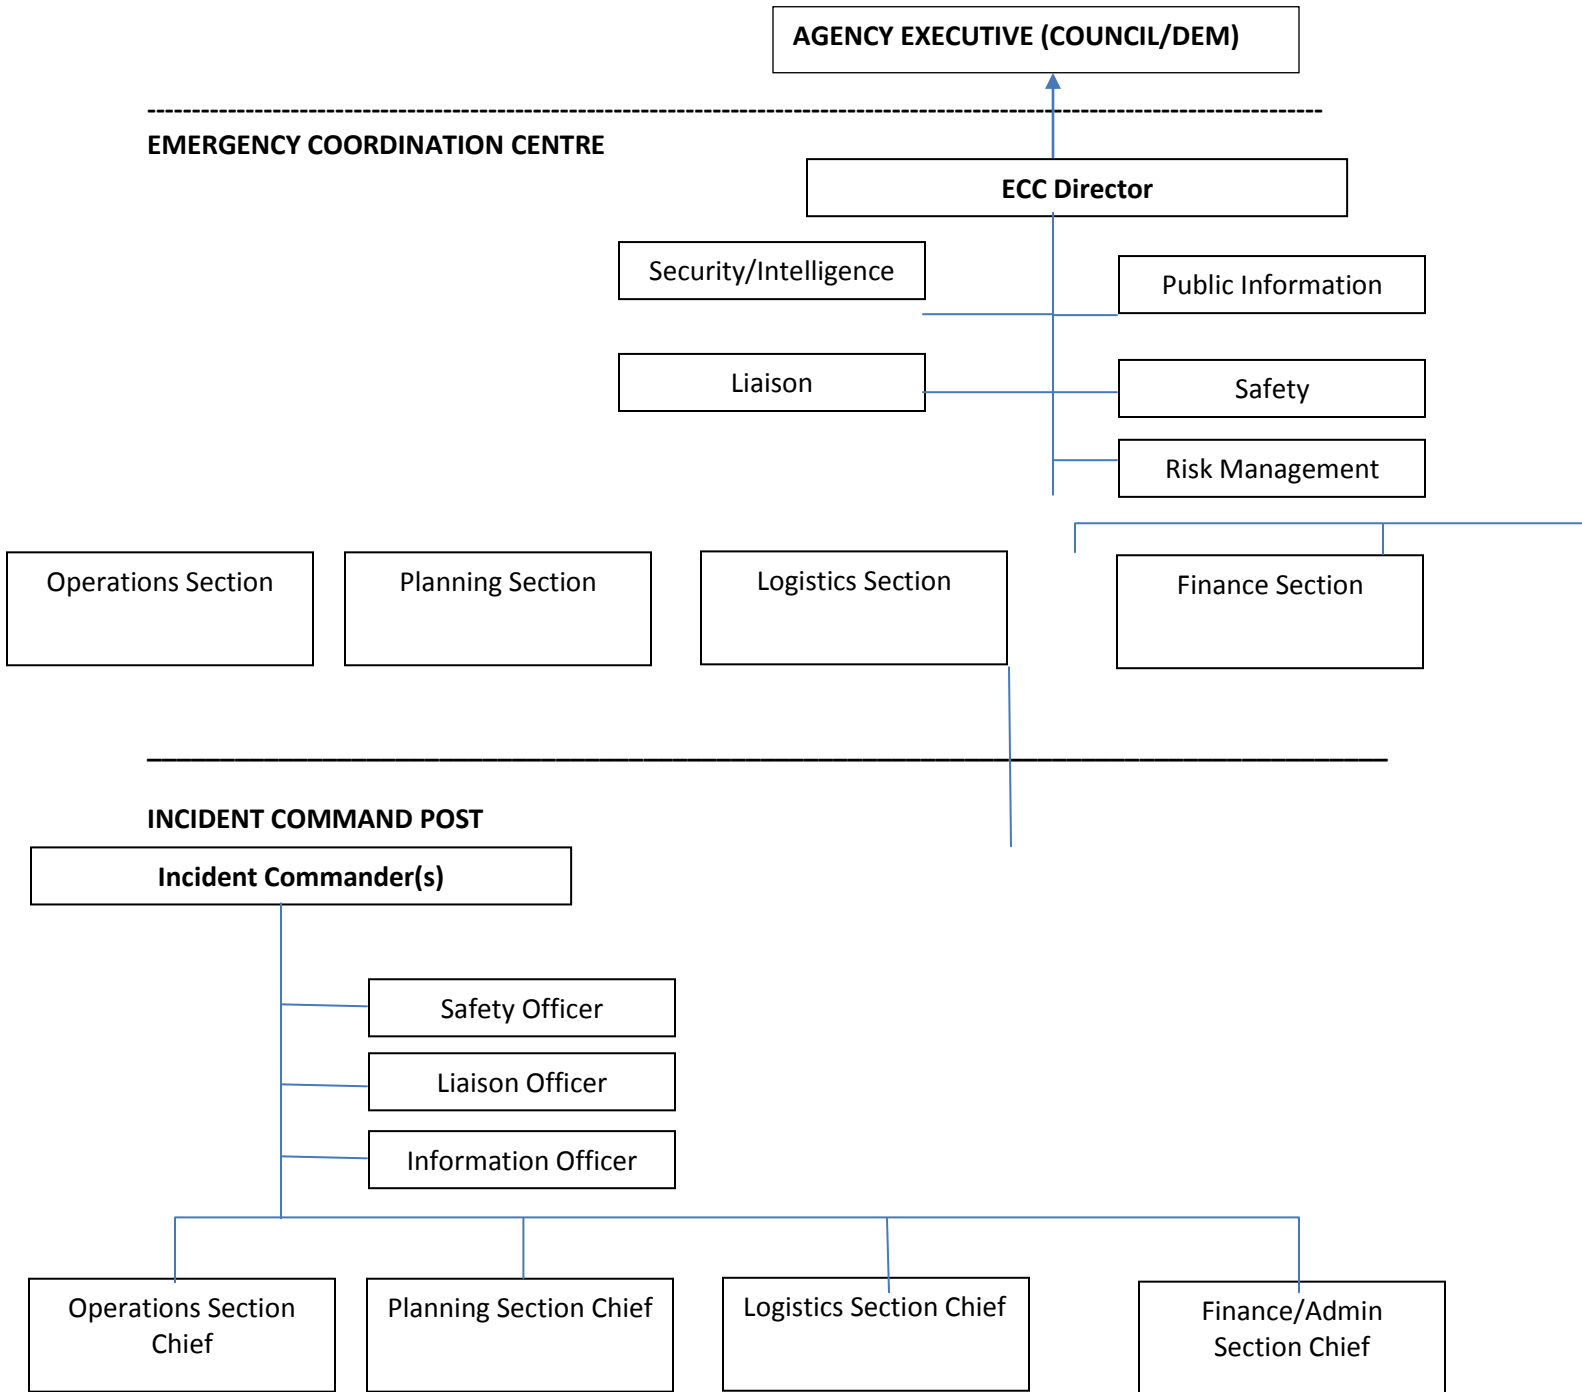 AGENCY EXECUTIVE (COUNCIL/DEM)
EMERGENCY COORDINATION CENTRE
ECC Director
Security/Intelligence
Public Information
Liaison
Safety
Risk Management
Operations Section
Planning Section
Logistics Section
Finance Section
INCIDENT COMMAND POST
Incident Commander(s)
Safety Officer
Liaison Officer
Information Officer
Operations Section
Chief
Planning Section Chief
Logistics Section Chief
Finance/Admin
Section Chief